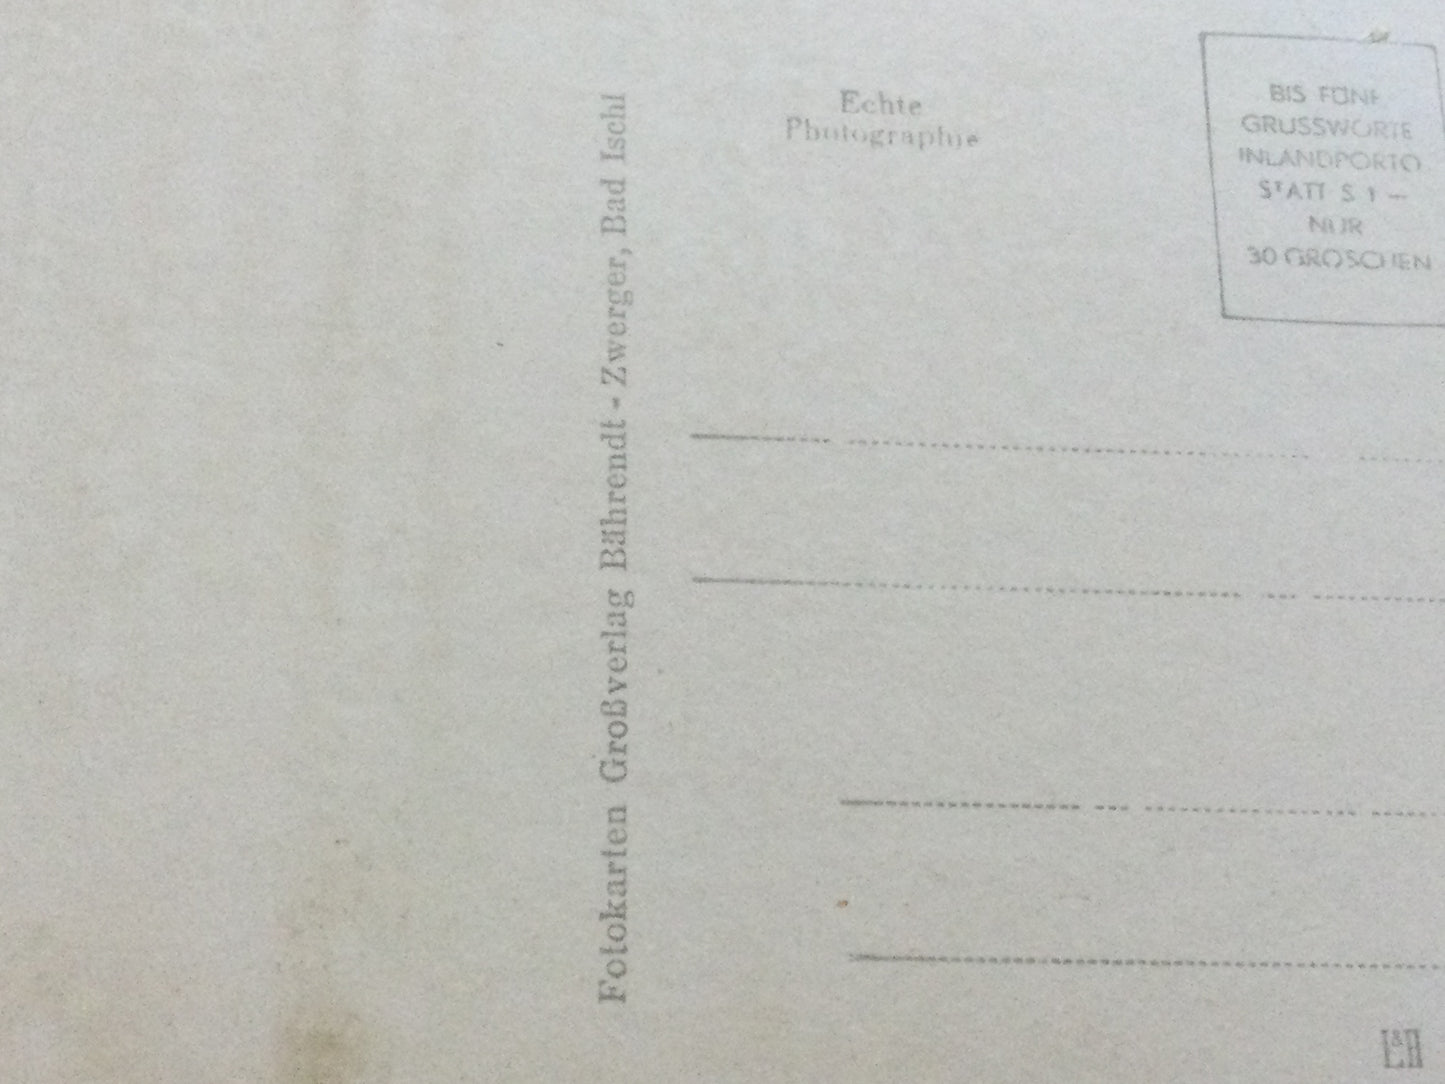 Echte
Photographie
BIS FÜNF
GRUSSWORTE
INLANDPORTO
STATT S 1 —
NUR
30 GROSCHEN
Fotokarten Großverlag Bährendt - Zwerger, Bad Ischl